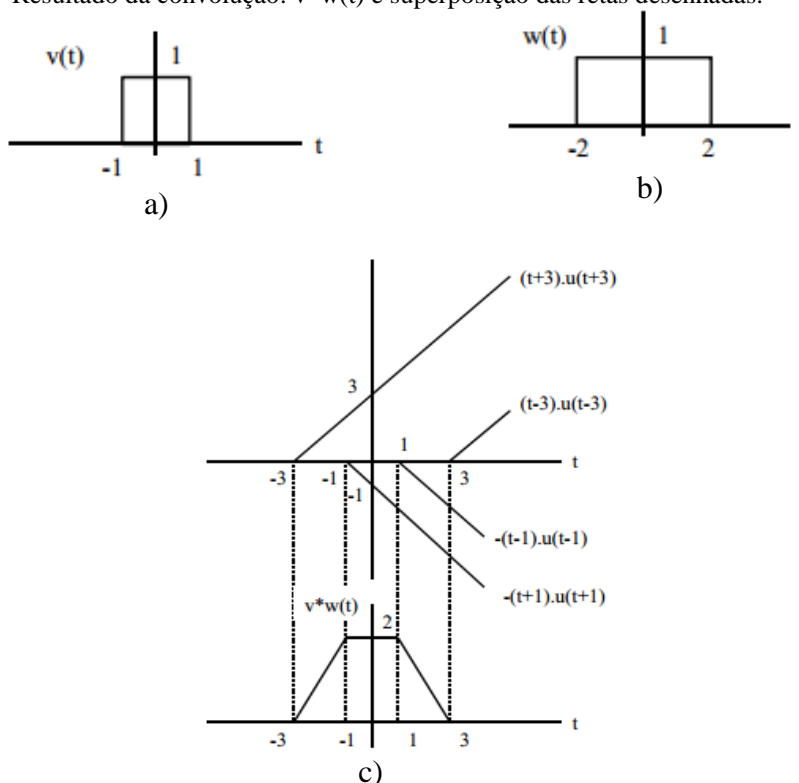 Resultado da convolução: v*w(t) é superposição das retas desenhadas.
v(t) 1
t
-1 1
a)
w(t) 1
-2 2
b)
(t+3).u(t+3)
3
(t-3).u(t-3)
1
t
-3 -1 3
-1
-(t-1).u(t-1)
-(t+1).u(t+1)
v*w(t)
2
t
-3 -1 1 3
c)